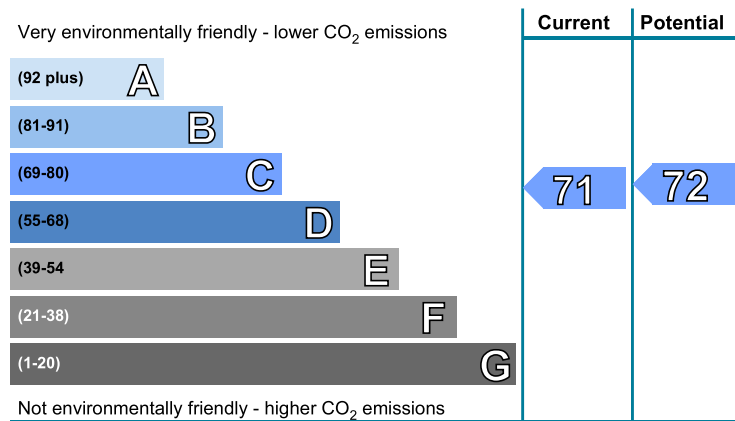 Very environmentally friendly - lower CO2 emissions
Current
Potential
(92 plus) A
(81-91) B
(69-80) C
(55-68) D
(39-54 E
(21-38) F
(1-20) G
71
72
Not environmentally friendly - higher CO2 emissions